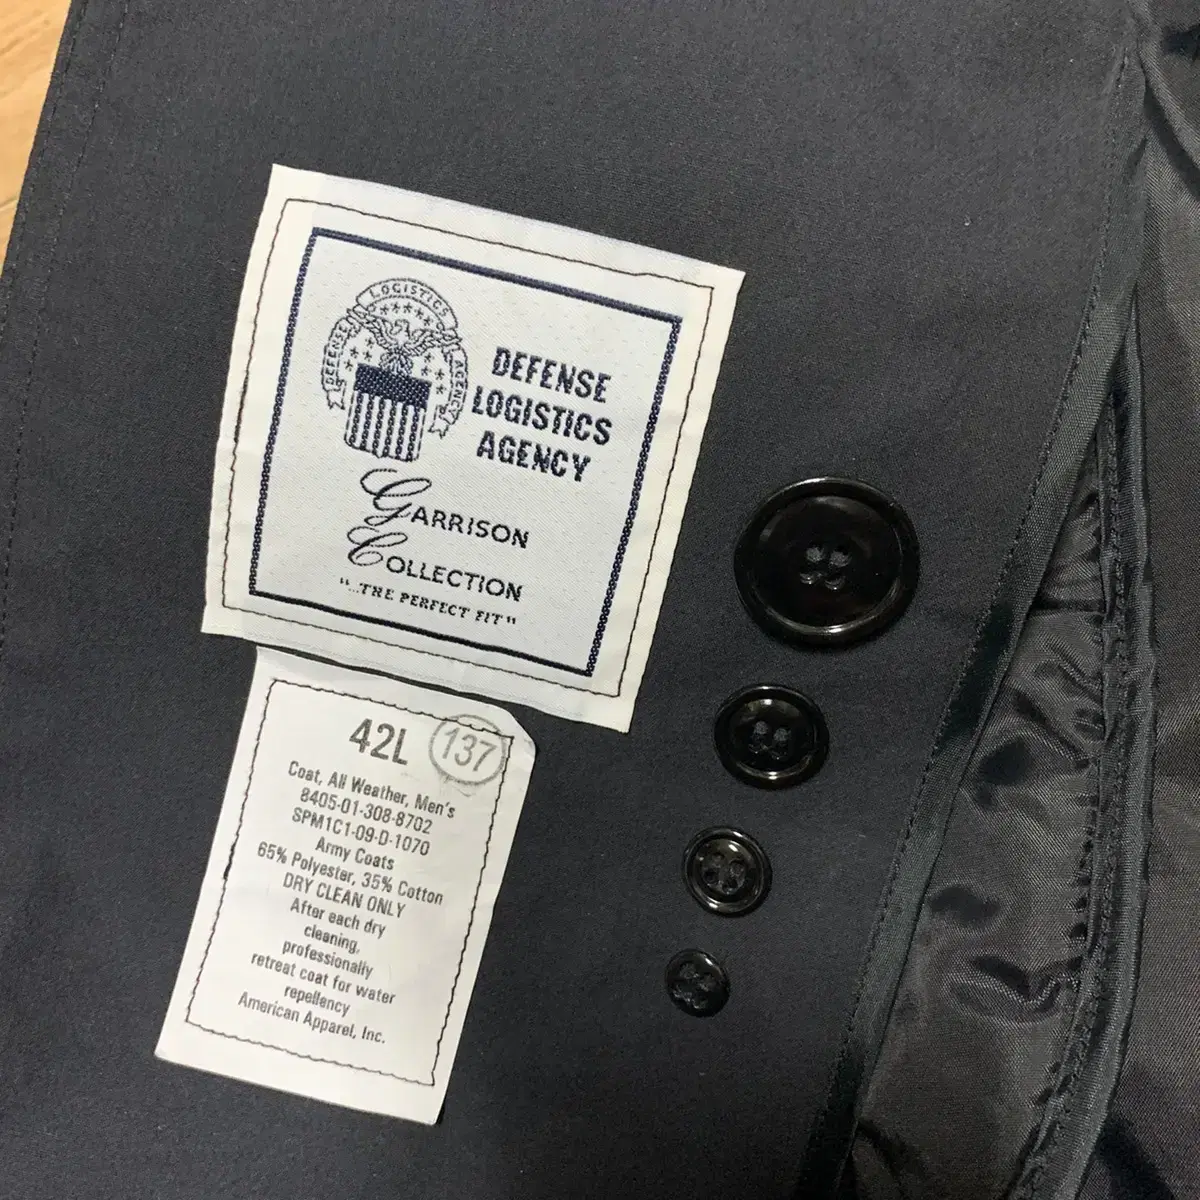 DEFENSE LOGISTICS AGENCY
DEFENSE
LOGISTICS
AGENCY
GARRISON
COLLECTION
"...THE PERFECT FIT"
42L 137
Coat, All Weather, Men's
8405-01-308-8702
SPM1C1-09-D-1070
Army Coats
65% Polyester, 35% Cotton
DRY CLEAN ONLY
After each dry
cleaning,
professionally
retreat coat for water
repellency
American Apparel, Inc.